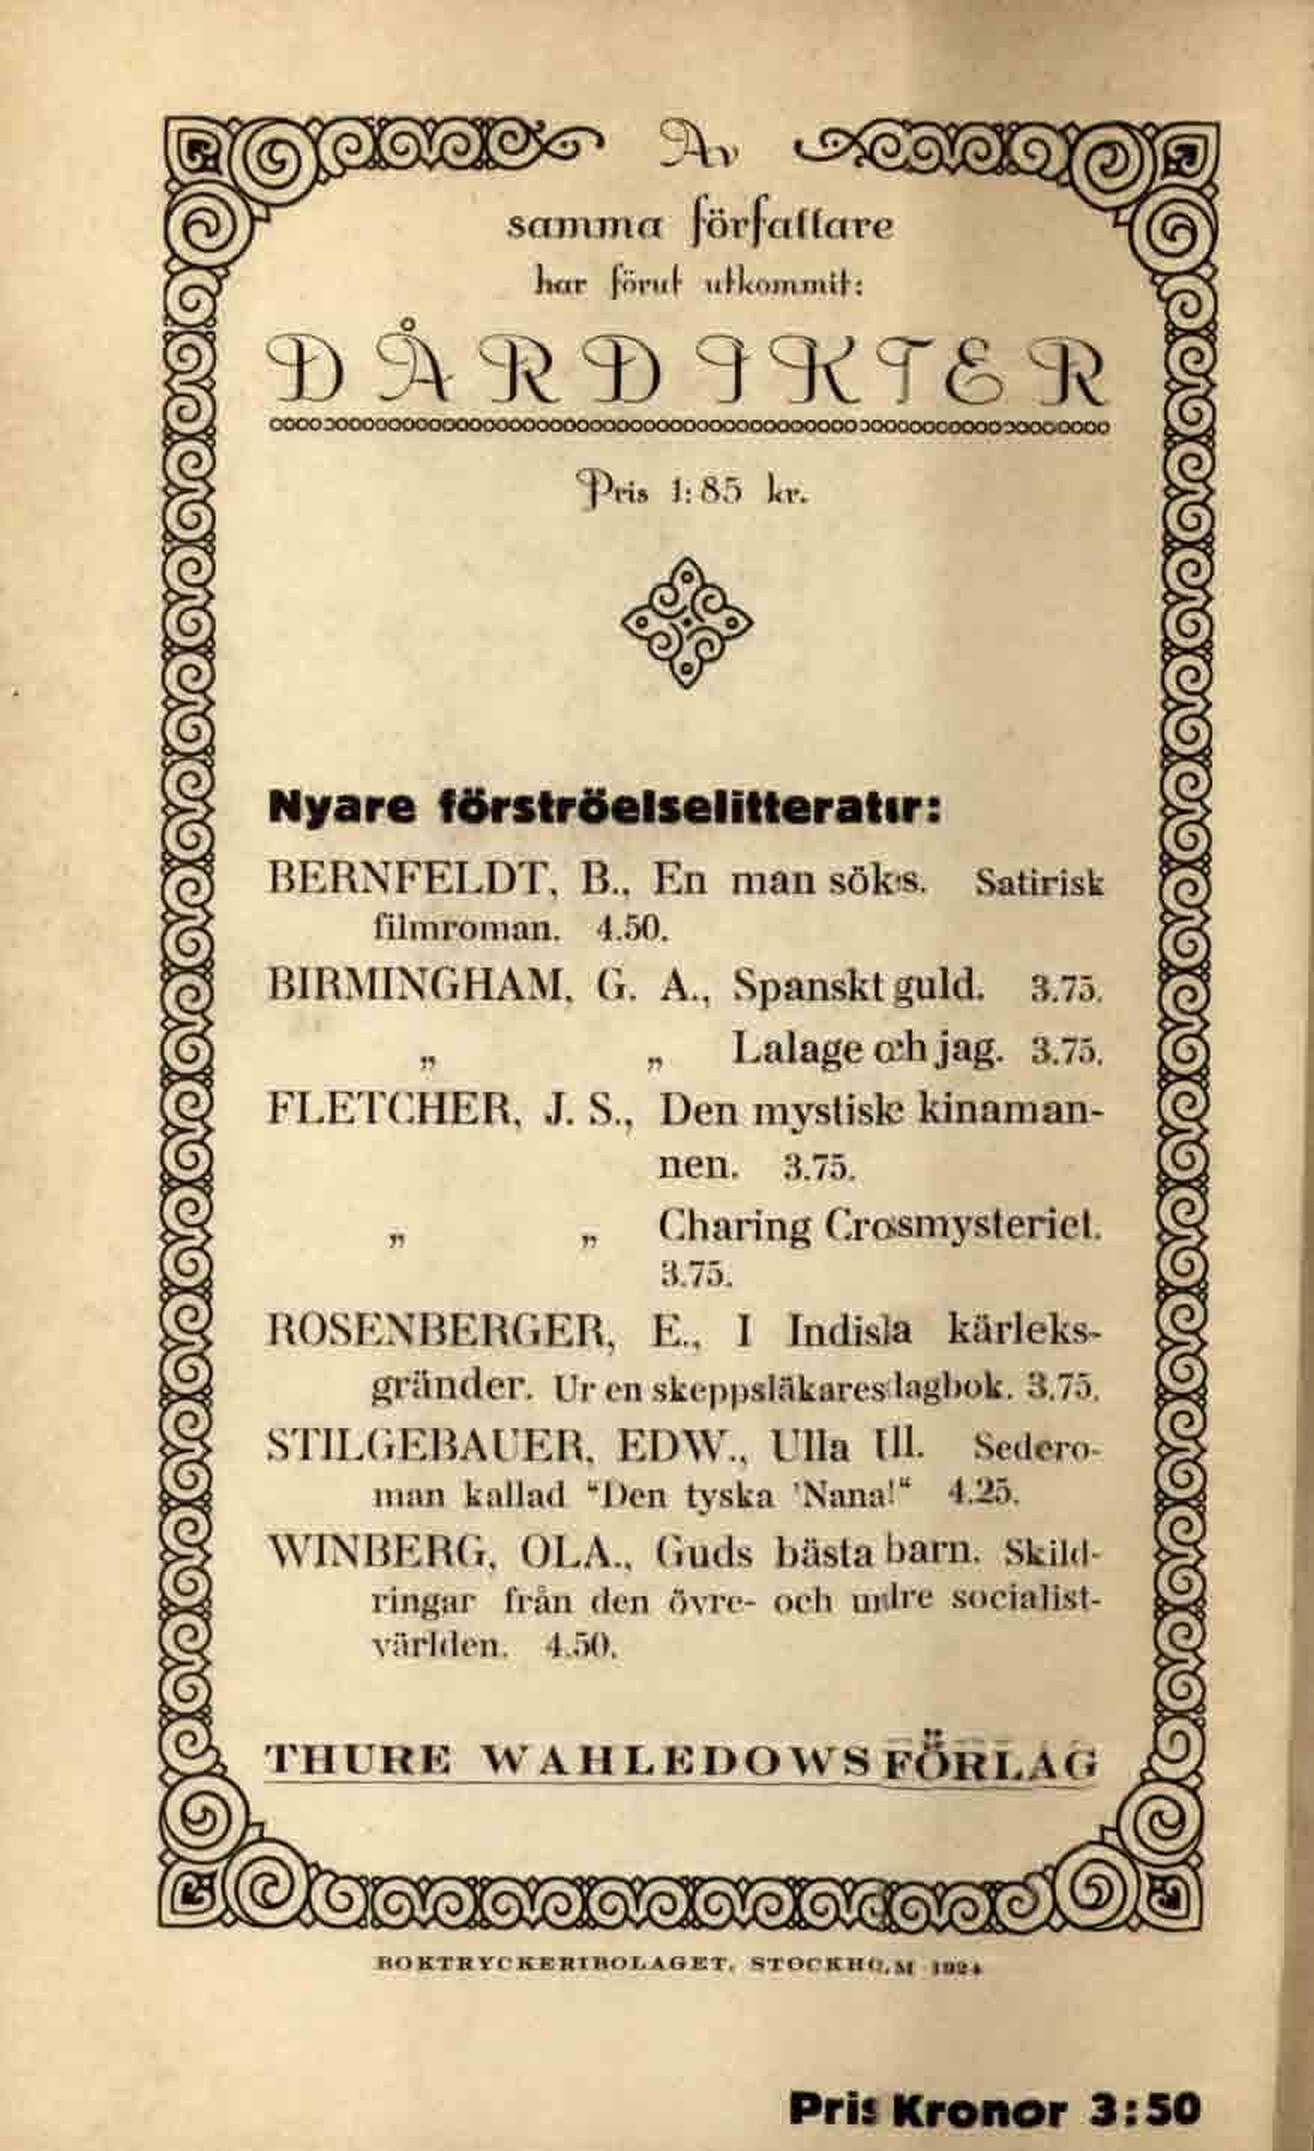 Av
samma författare
har förut utkommit:
DÅRDIKTER
Pris 1:85 kr.
Nyare förströelselitteratur:
BERNFELDT, B., En man sökes. Satirisk
filmroman. 4.50.
BIRMINGHAM, G. A., Spanskt guld. 3.75.
„ „ Lalage och jag. 3.75.
FLETCHER, J. S., Den mystiske kinaman-
nen. 3.75.
„ „ Charing Crossmysteriet.
3.75.
ROSENBERGER, E., I Indiska kärleks-
gränder. Ur en skeppsläkares dagbok. 3.75.
STILGEBAUER, EDW., Ulla Ull. Sedero-
man kallad “Den tyska 'Nana!“ 4.25.
WINBERG, OLA., Guds bästa barn. Skild-
ringar från den övre- och undre socialist-
världen. 4.50.
THURE WAHLEDOWS FÖRLAG
BOKTRYCKERIBOLAGET, STOCKHOLM 1924
Pris Kronor 3:50